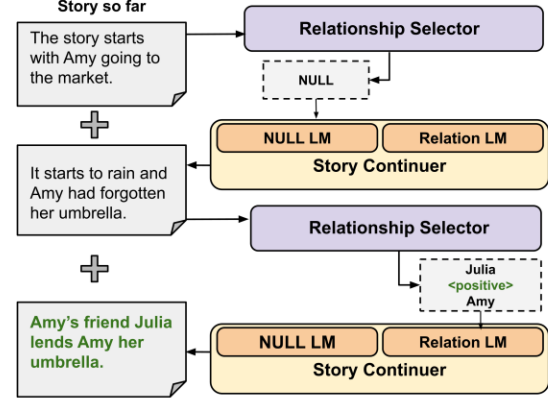 Story so far
The story starts
with Amy going to
the market.
Relationship Selector
NULL
NULL LM
Relation LM
Story Continuer
It starts to rain and
Amy had forgotten
her umbrella.
Relationship Selector
Julia
<positive>
Amy
Amy's friend Julia
lends Amy her
umbrella.
NULL LM
Relation LM
Story Continuer